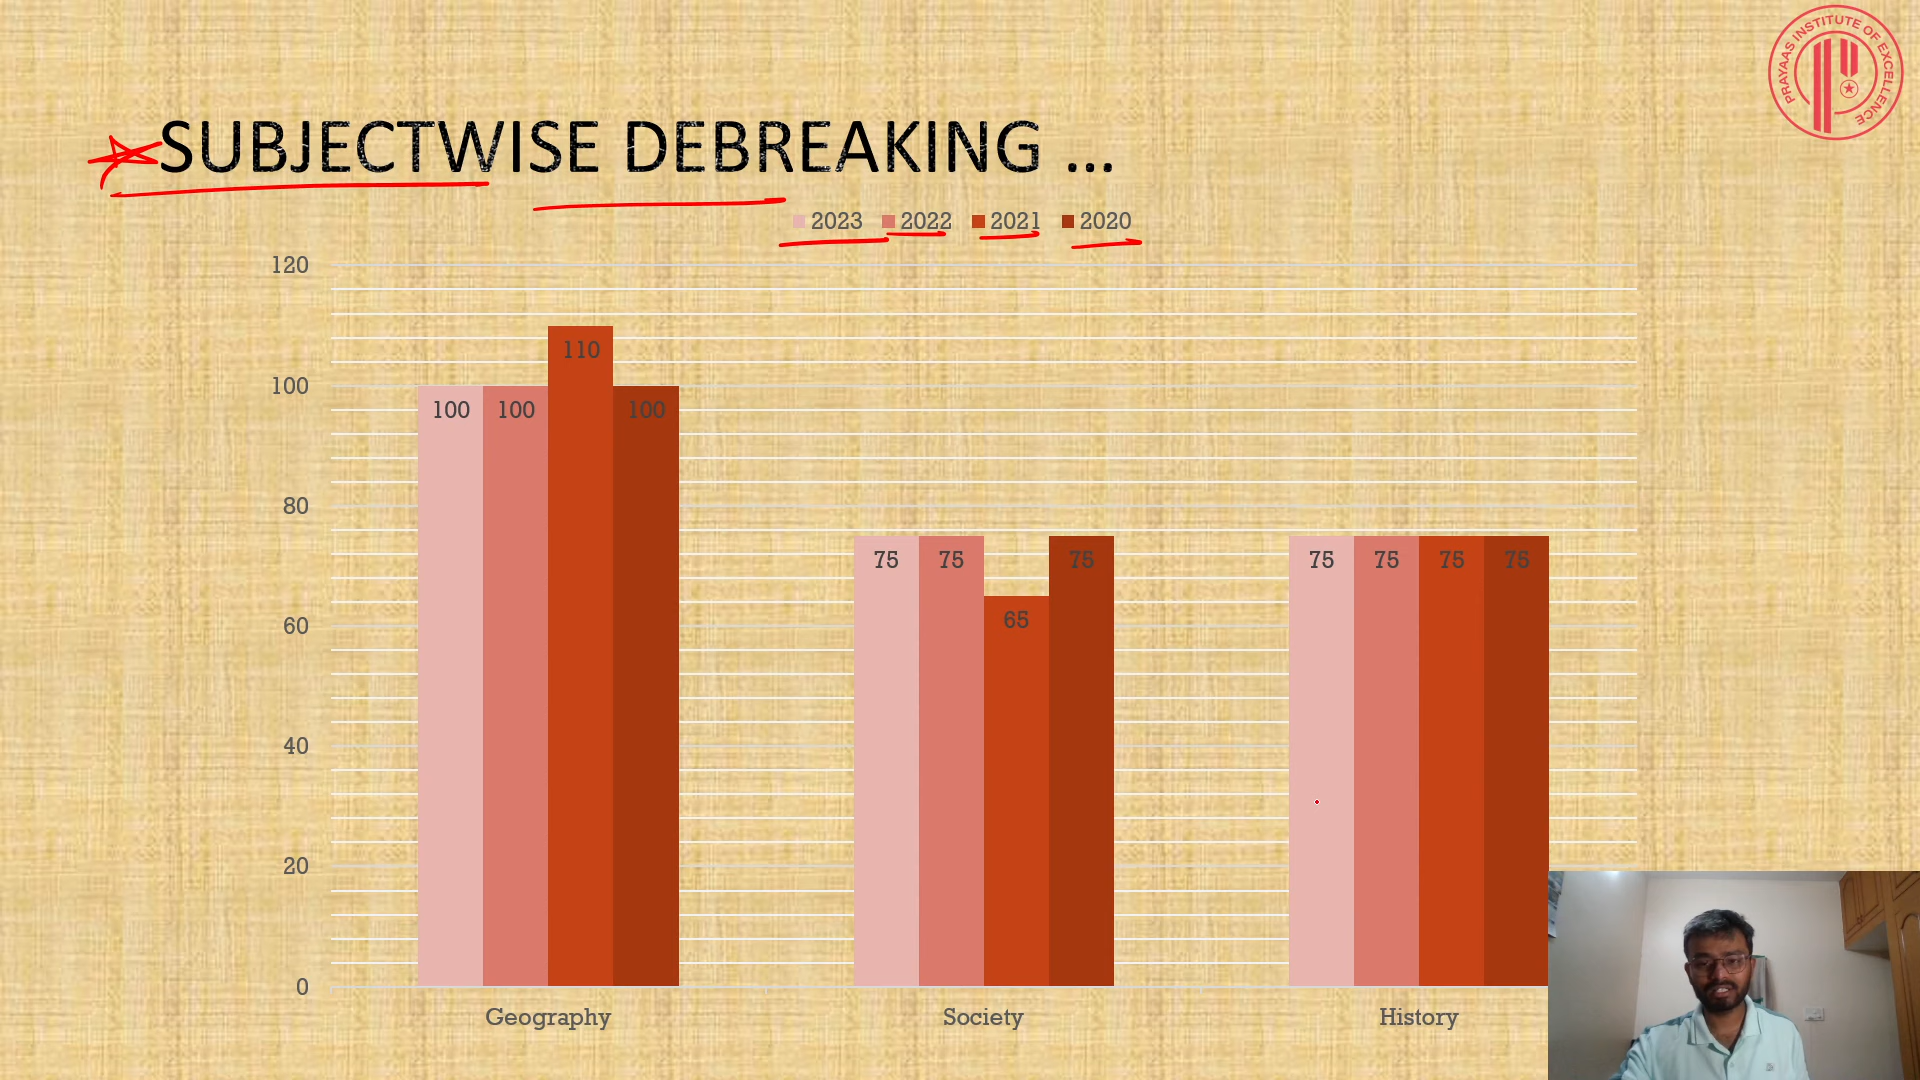 PRAYAAS INSTITUTE OF EXCELLENCE
SUBJECTWISE DEBREAKING ...
2023 2022 2021 2020
120
100
80
60
40
20
0
110
100 100 100
75 75 75 75 75 75 75
65
Geography Society History